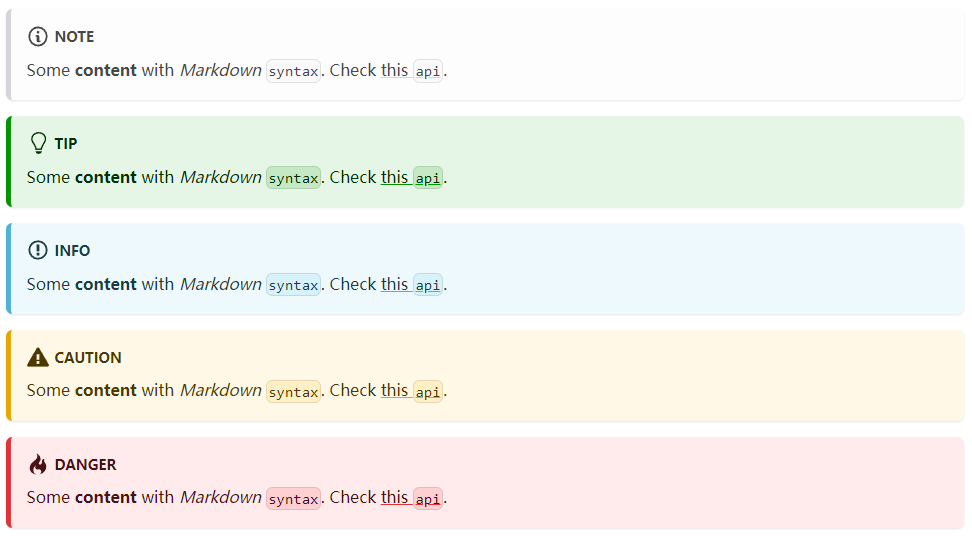 NOTE
Some content with Markdown syntax. Check this api.
TIP
Some content with Markdown syntax. Check this api.
INFO
Some content with Markdown syntax. Check this api.
CAUTION
Some content with Markdown syntax. Check this api.
DANGER
Some content with Markdown syntax. Check this api.